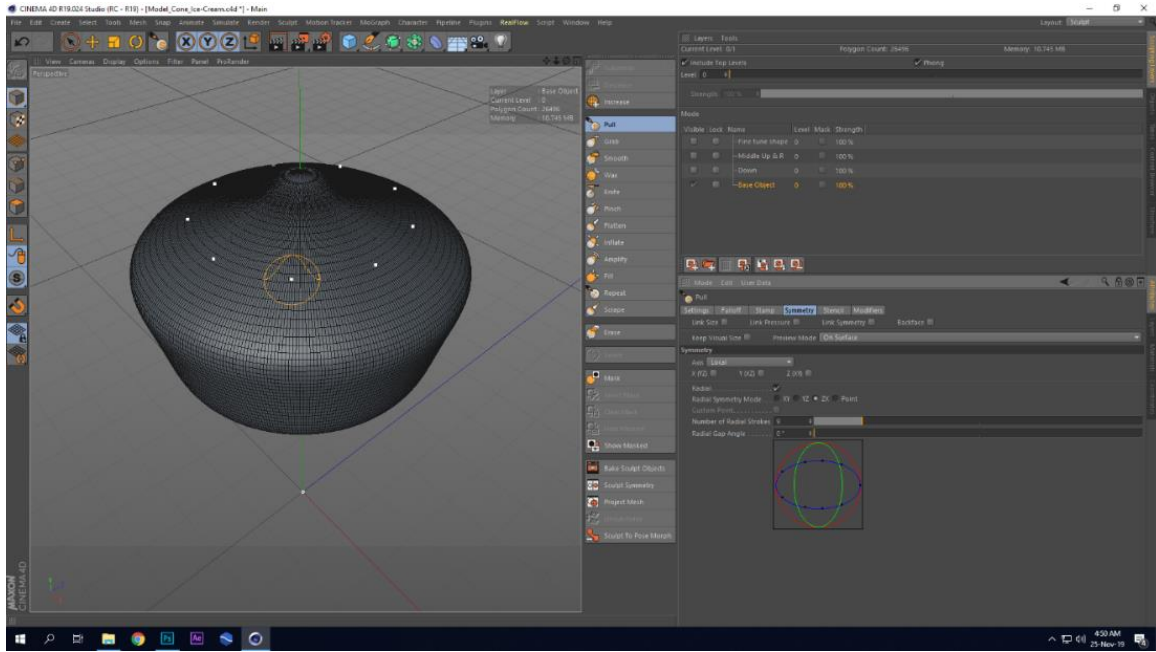 CINEMA 4D R19.024 Studio (RC - R19) - [Model_Cone_Ice-Cream.c4d *] - Main
File Edit Create Select Tools Mesh Snap Animate Simulate Render Sculpt Motion Tracker MoGraph Character Pipeline Plugins RealFlow Script Window Help
Layout: Sculpt
View Cameras Display Options Filter Panel ProRender
Perspective
Layer : Base Object
Current Level : 0
Polygon Count : 26496
Memory : 10.745 MB
Increase
Pull
Grab
Smooth
Wax
Knife
Pinch
Flatten
Inflate
Amplify
Fill
Repeat
Scrape
Erase
Mask
Show Masked
Bake Sculpt Objects
Sculpt Symmetry
Project Mesh
Sculpt To Pose Morph
Layers Tools
Current Level: 0/1 Polygon Count: 26496 Memory: 10.745 MB
Include Top Levels Phong
Level 0
Strength 100 %
Mode
Visible Lock Name Level Mask Strength
Fine tune shape 0 100 %
Middle Up & R 0 100 %
Down 0 100 %
Base Object 0 100 %
Mode Edit User Data
Pull
Settings Falloff Stamp Symmetry Stencil Modifiers
Link Size Link Pressure Link Symmetry Backface
Keep Visual Size Preview Mode On Surface
Symmetry
Axis Local
X (YZ) Y (XZ) Z (XY)
Radial
Radial Symmetry Mode XY YZ ZX Point
Custom Point
Number of Radial Strokes 9
Radial Gap Angle 0 °
MAXON
CINEMA 4D
Ps
Ae
4:50 AM
25-Nov-19